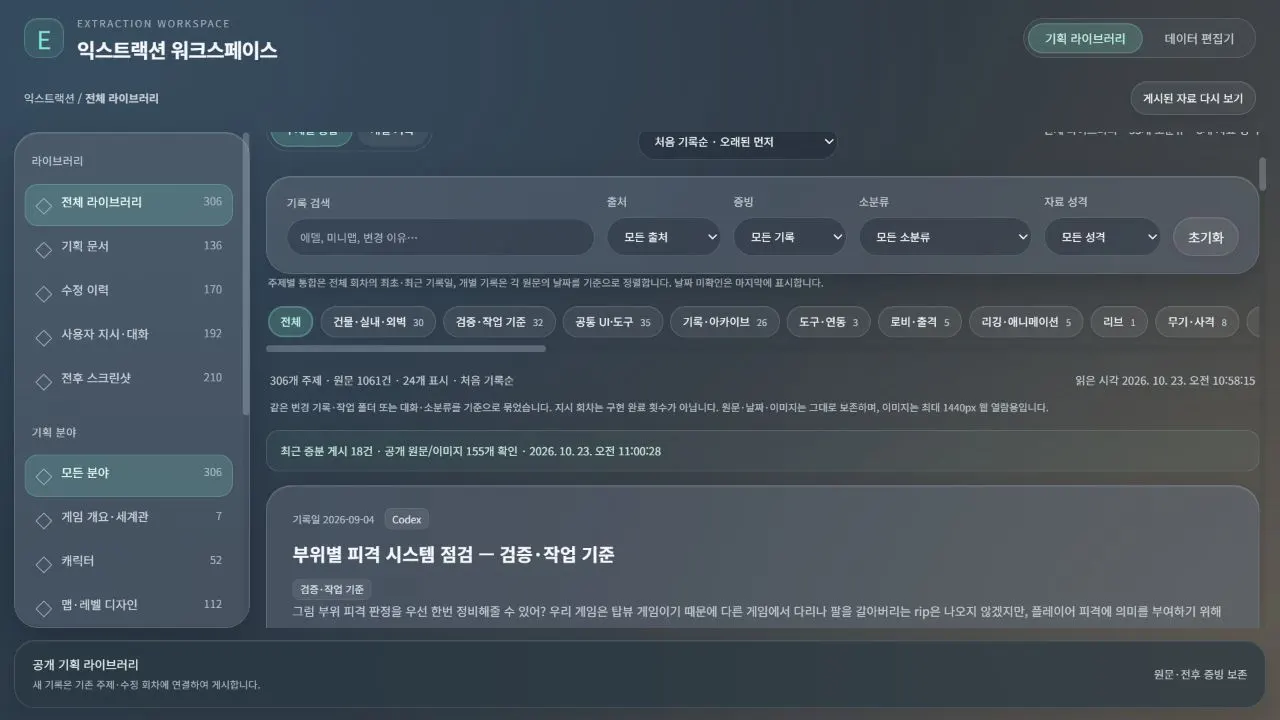 E
EXTRACTION WORKSPACE
익스트랙션 워크스페이스
기획 라이브러리
데이터 편집기
익스트랙션 / 전체 라이브러리
게시된 자료 다시 보기
라이브러리
전체 라이브러리 306
기획 문서 136
수정 이력 170
사용자 지시·대화 192
전후 스크린샷 210
기획 분야
모든 분야 306
게임 개요·세계관 7
캐릭터 52
맵·레벨 디자인 112
처음 기록순 · 오래된 먼저
기록 검색
에델, 미니맵, 변경 이유…
출처
모든 출처
증빙
모든 기록
소분류
모든 소분류
자료 성격
모든 성격
초기화
주제별 통합은 전체 회차의 최초·최근 기록일, 개별 기록은 각 원문의 날짜를 기준으로 정렬합니다. 날짜 미확인은 마지막에 표시합니다.
전체
건물·실내·외벽 30
검증·작업 기준 32
공통 UI·도구 35
기록·아카이브 26
도구·연동 3
로비·출격 5
리깅·애니메이션 5
리브 1
무기·사격 8
306개 주제 · 원문 1061건 · 24개 표시 · 처음 기록순
읽은 시각 2026. 10. 23. 오전 10:58:15
같은 변경 기록·작업 폴더 또는 대화·소분류를 기준으로 묶었습니다. 지시 회차는 구현 완료 횟수가 아닙니다. 원문·날짜·이미지는 그대로 보존하며, 이미지는 최대 1440px 웹 열람용입니다.
최근 증분 게시 18건 · 공개 원문/이미지 155개 확인 · 2026. 10. 23. 오전 11:00:28
기록일 2026-09-04
Codex
부위별 피격 시스템 점검 — 검증·작업 기준
검증·작업 기준
그럼 부위 피격 판정을 우선 한번 정비해줄 수 있어? 우리 게임은 탑뷰 게임이기 때문에 다른 게임에서 다리나 팔을 갈아버리는 rip은 나오지 않겠지만, 플레이어 피격에 의미를 부여하기 위해
공개 기획 라이브러리
새 기록은 기존 주제·수정 회차에 연결하여 게시합니다.
원문·전후 증빙 보존